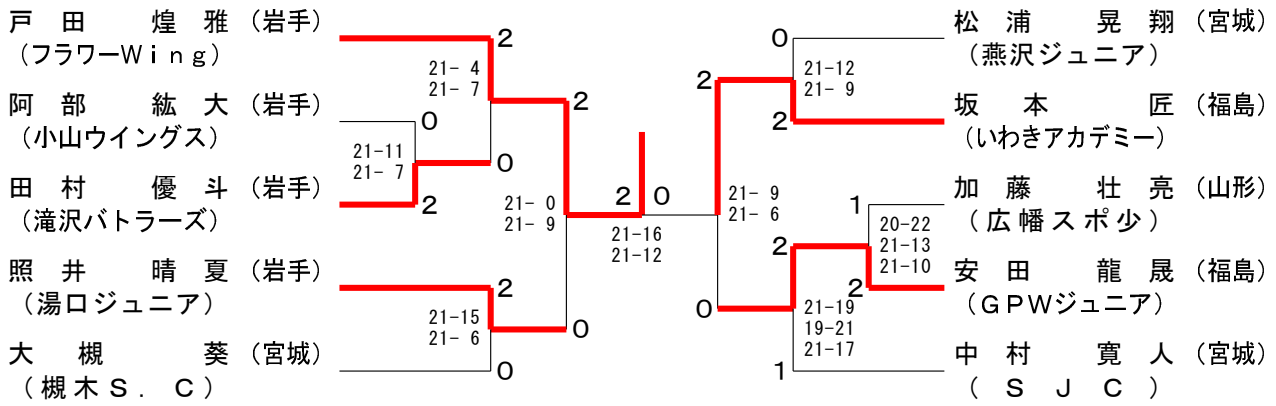 戸田 煌雅 (岩手)
(フラワーWing)
阿部 紘大 (岩手)
(小山ウイングス)
田村 優斗 (岩手)
(滝沢バトラーズ)
照井 晴夏 (岩手)
(湯口ジュニア)
大槻 葵 (宮城)
(槻木S.C)
2
21- 4
21- 7
0
21-11
21- 7
2
0
2
21- 0
21- 9
2
21-15
21- 6
0
0
2 0
21-16
21-12
2
21- 9
21- 6
0
0
21-12
21- 9
2
1
20-22
21-13
21-10
2
2
21-19
19-21
21-17
1
松浦 晃翔 (宮城)
(燕沢ジュニア)
坂本 匠 (福島)
(いわきアカデミー)
加藤 壮亮 (山形)
(広幡スポ少)
安田 龍晟 (福島)
(GPWジュニア)
中村 寛人 (宮城)
(SJC)